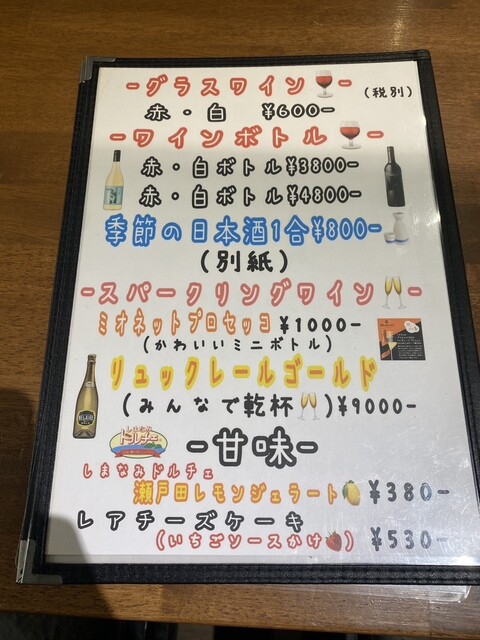 -グラスワイン-
(税別)
赤・白 ¥600-
-ワインボトル-
赤・白ボトル¥3800-
赤・白ボトル¥4800-
季節の日本酒1合¥800-
(別紙)
-スパークリングワイン-
ミオネットプロセッコ ¥1000-
(かわいいミニボトル)
リュックレールゴールド
(みんなで乾杯) ¥9000-
BELAIRE
しまなみ
ドルチェ
-甘味-
しまなみドルチェ
瀬戸田レモンジェラート ¥380-
レアチーズケーキ
(いちごソースかけ) ¥530-